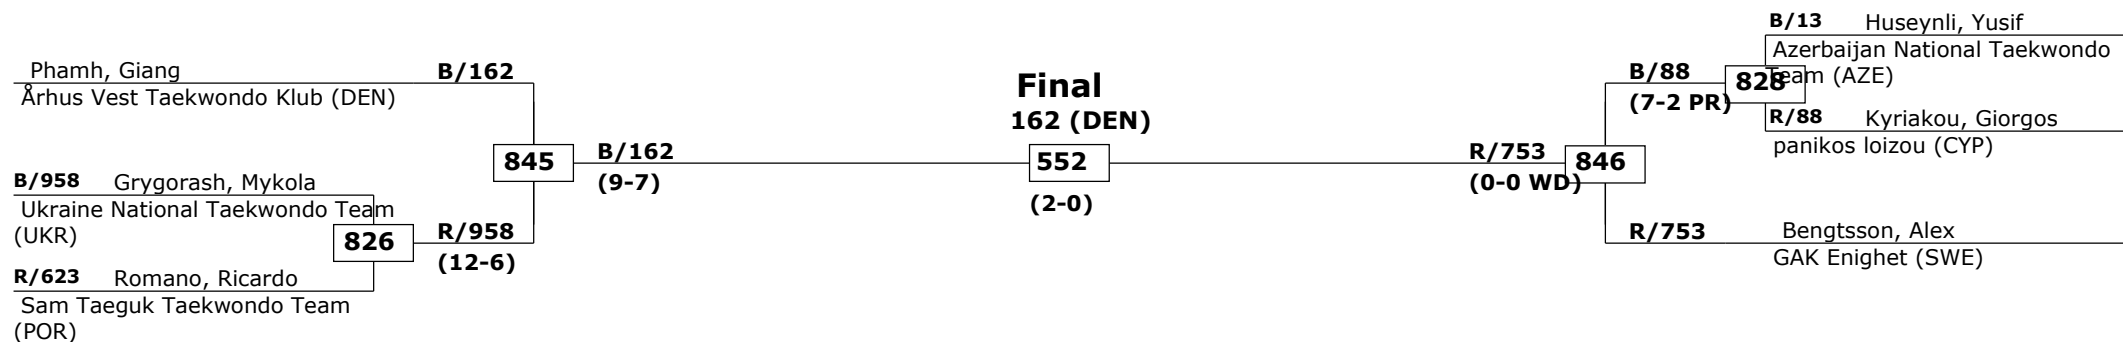 Phamh, Giang
Århus Vest Taekwondo Klub (DEN)
B/162
B/958 Grygorash, Mykola
Ukraine National Taekwondo Team
(UKR)
826
R/623 Romano, Ricardo
Sam Taeguk Taekwondo Team
(POR)
R/958
(12-6)
845
B/162
(9-7)
Final
162 (DEN)
552
(2-0)
R/753
(0-0 WD)
846
B/88
(7-2 PR)
828
B/13 Huseynli, Yusif
Azerbaijan National Taekwondo
Team (AZE)
R/88 Kyriakou, Giorgos
panikos loizou (CYP)
R/753
Bengtsson, Alex
GAK Enighet (SWE)